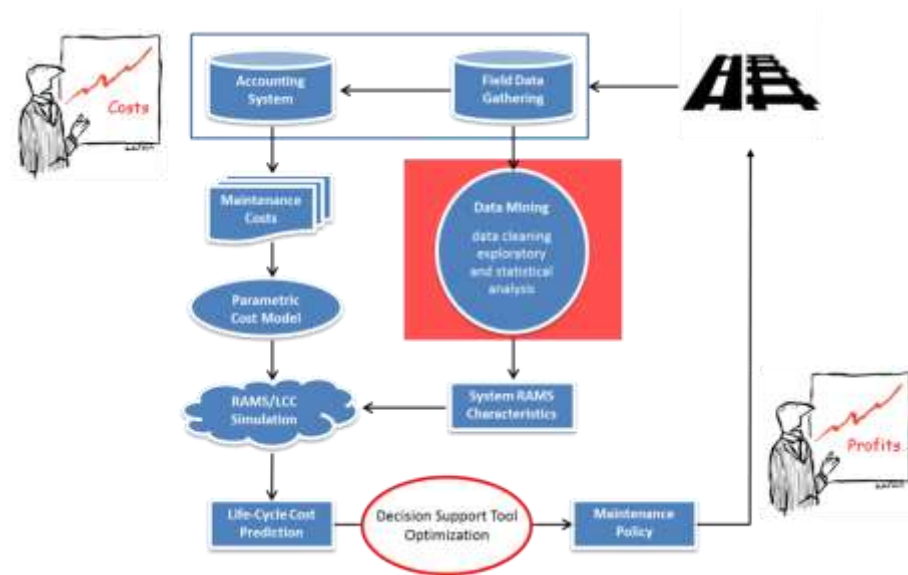 Costs
Accounting
System
Field Data
Gathering
Maintenance
Costs
Data Mining
data cleaning
exploratory
and statistical
analysis
Parametric
Cost Model
RAMS/LCC
Simulation
System RAMS
Characteristics
Profits
Life-Cycle Cost
Prediction
Decision Support Tool
Optimization
Maintenance
Policy